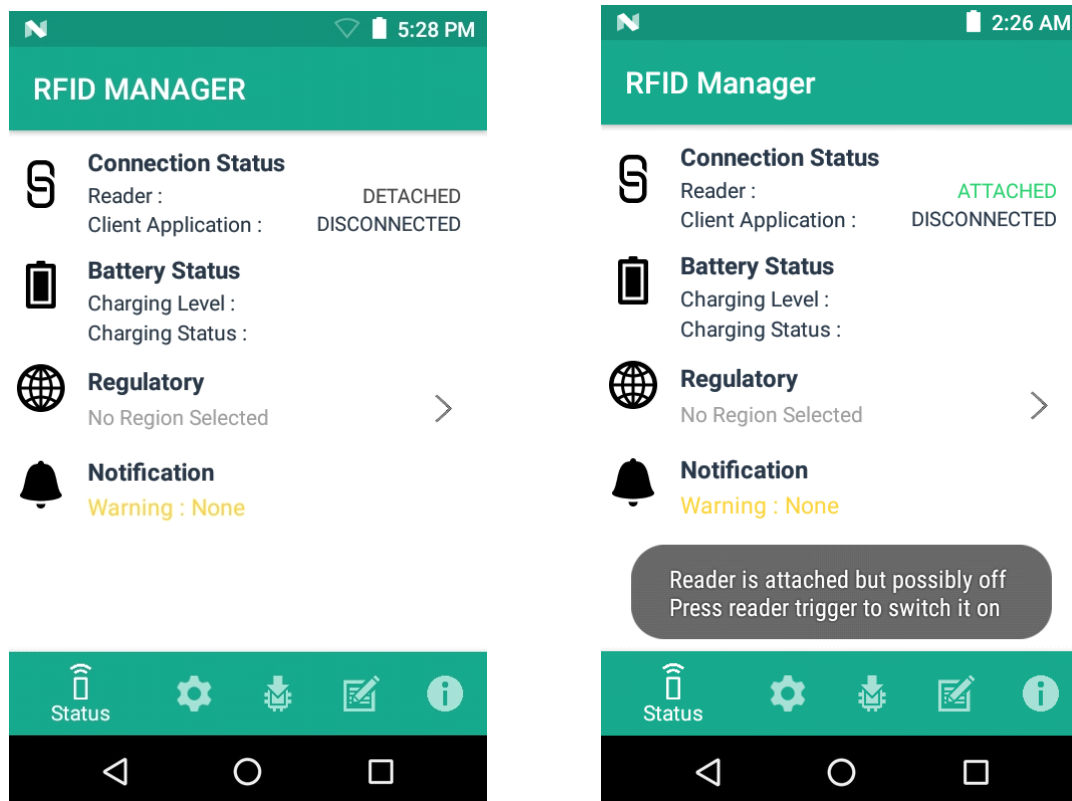 5:28 PM
RFID MANAGER
Connection Status
Reader : DETACHED
Client Application : DISCONNECTED
Battery Status
Charging Level :
Charging Status :
Regulatory
No Region Selected
Notification
Warning : None
Status
2:26 AM
RFID Manager
Connection Status
Reader : ATTACHED
Client Application : DISCONNECTED
Battery Status
Charging Level :
Charging Status :
Regulatory
No Region Selected
Notification
Warning : None
Reader is attached but possibly off
Press reader trigger to switch it on
Status